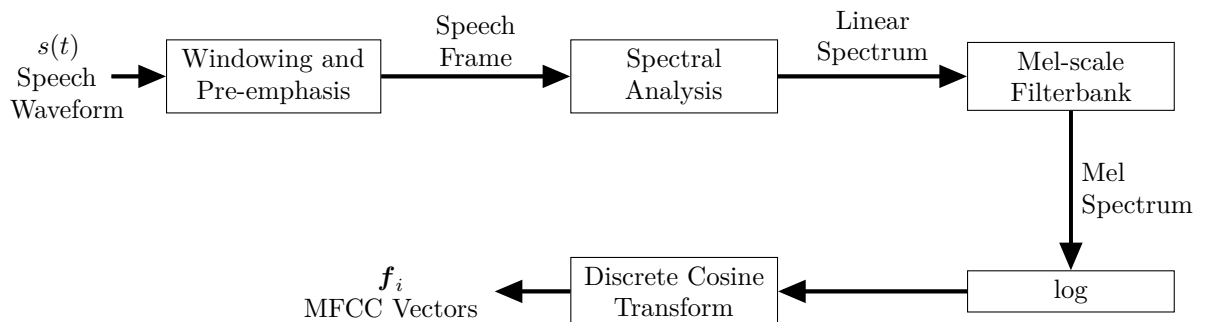 s(t)
Speech
Waveform
Windowing and
Pre-emphasis
Speech
Frame
Spectral
Analysis
Linear
Spectrum
Mel-scale
Filterbank
Mel
Spectrum
log
Discrete Cosine
Transform
f_i
MFCC Vectors